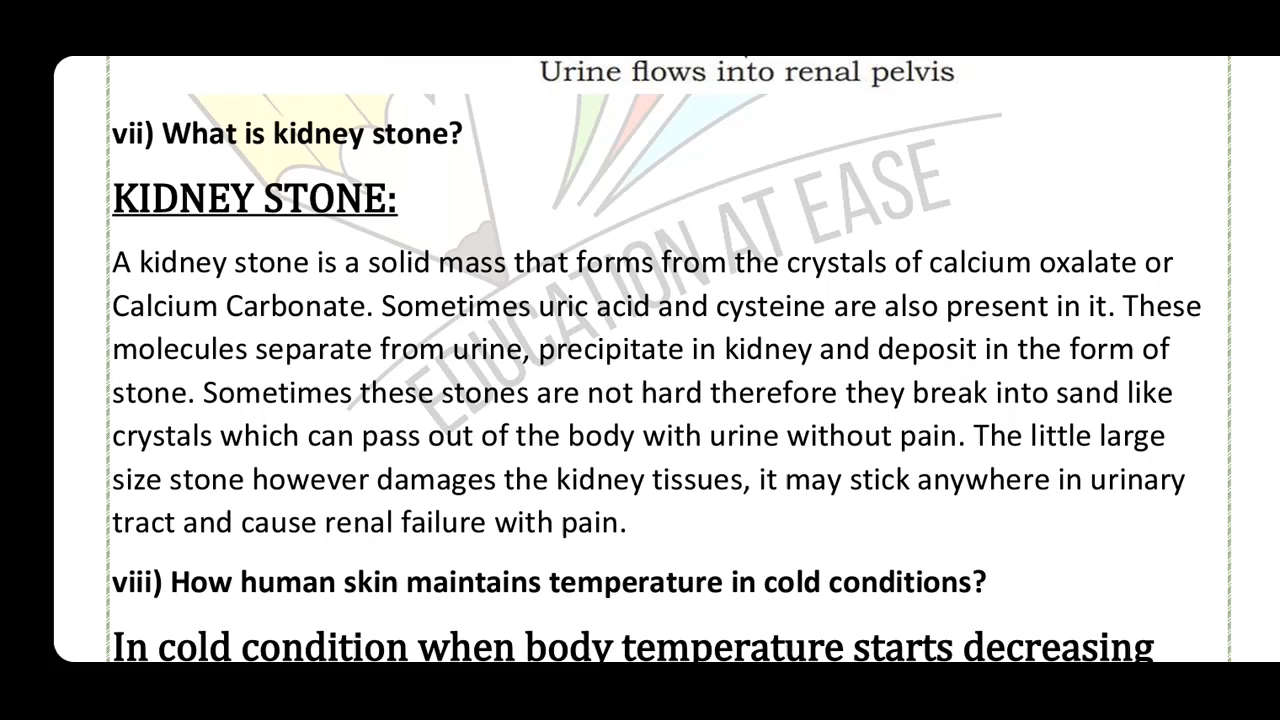 Urine flows into renal pelvis
vii) What is kidney stone?
KIDNEY STONE:
A kidney stone is a solid mass that forms from the crystals of calcium oxalate or
Calcium Carbonate. Sometimes uric acid and cysteine are also present in it. These
molecules separate from urine, precipitate in kidney and deposit in the form of
stone. Sometimes these stones are not hard therefore they break into sand like
crystals which can pass out of the body with urine without pain. The little large
size stone however damages the kidney tissues, it may stick anywhere in urinary
tract and cause renal failure with pain.
viii) How human skin maintains temperature in cold conditions?
In cold condition when body temperature starts decreasing
EDUCATION AT EASE